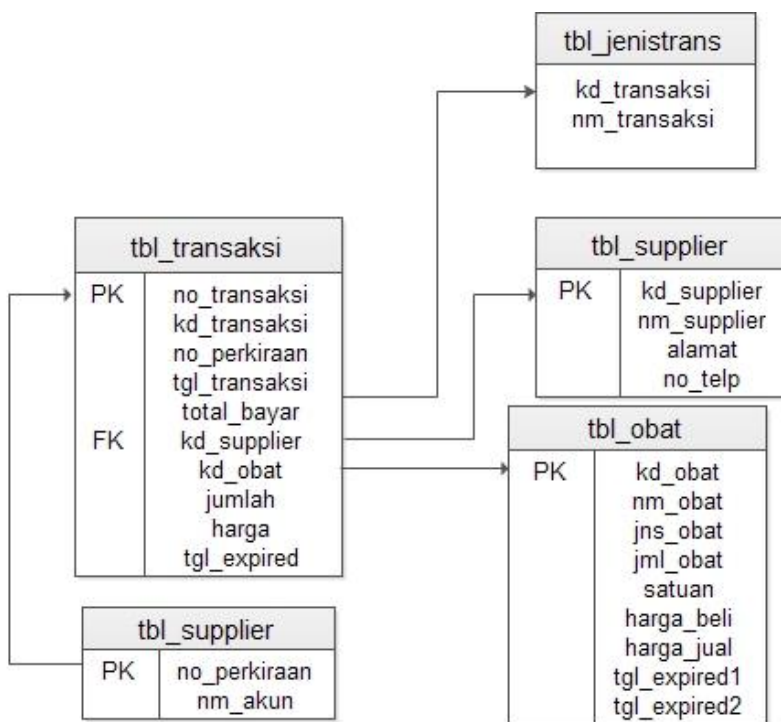 tbl_jenistrans
kd_transaksi
nm_transaksi
tbl_transaksi
PK no_transaksi
kd_transaksi
no_perkiraan
tgl_transaksi
total_bayar
FK kd_supplier
kd_obat
jumlah
harga
tgl_expired
tbl_supplier
PK kd_supplier
nm_supplier
alamat
no_telp
tbl_obat
PK kd_obat
nm_obat
jns_obat
jml_obat
satuan
harga_beli
harga_jual
tgl_expired1
tgl_expired2
tbl_supplier
PK no_perkiraan
nm_akun